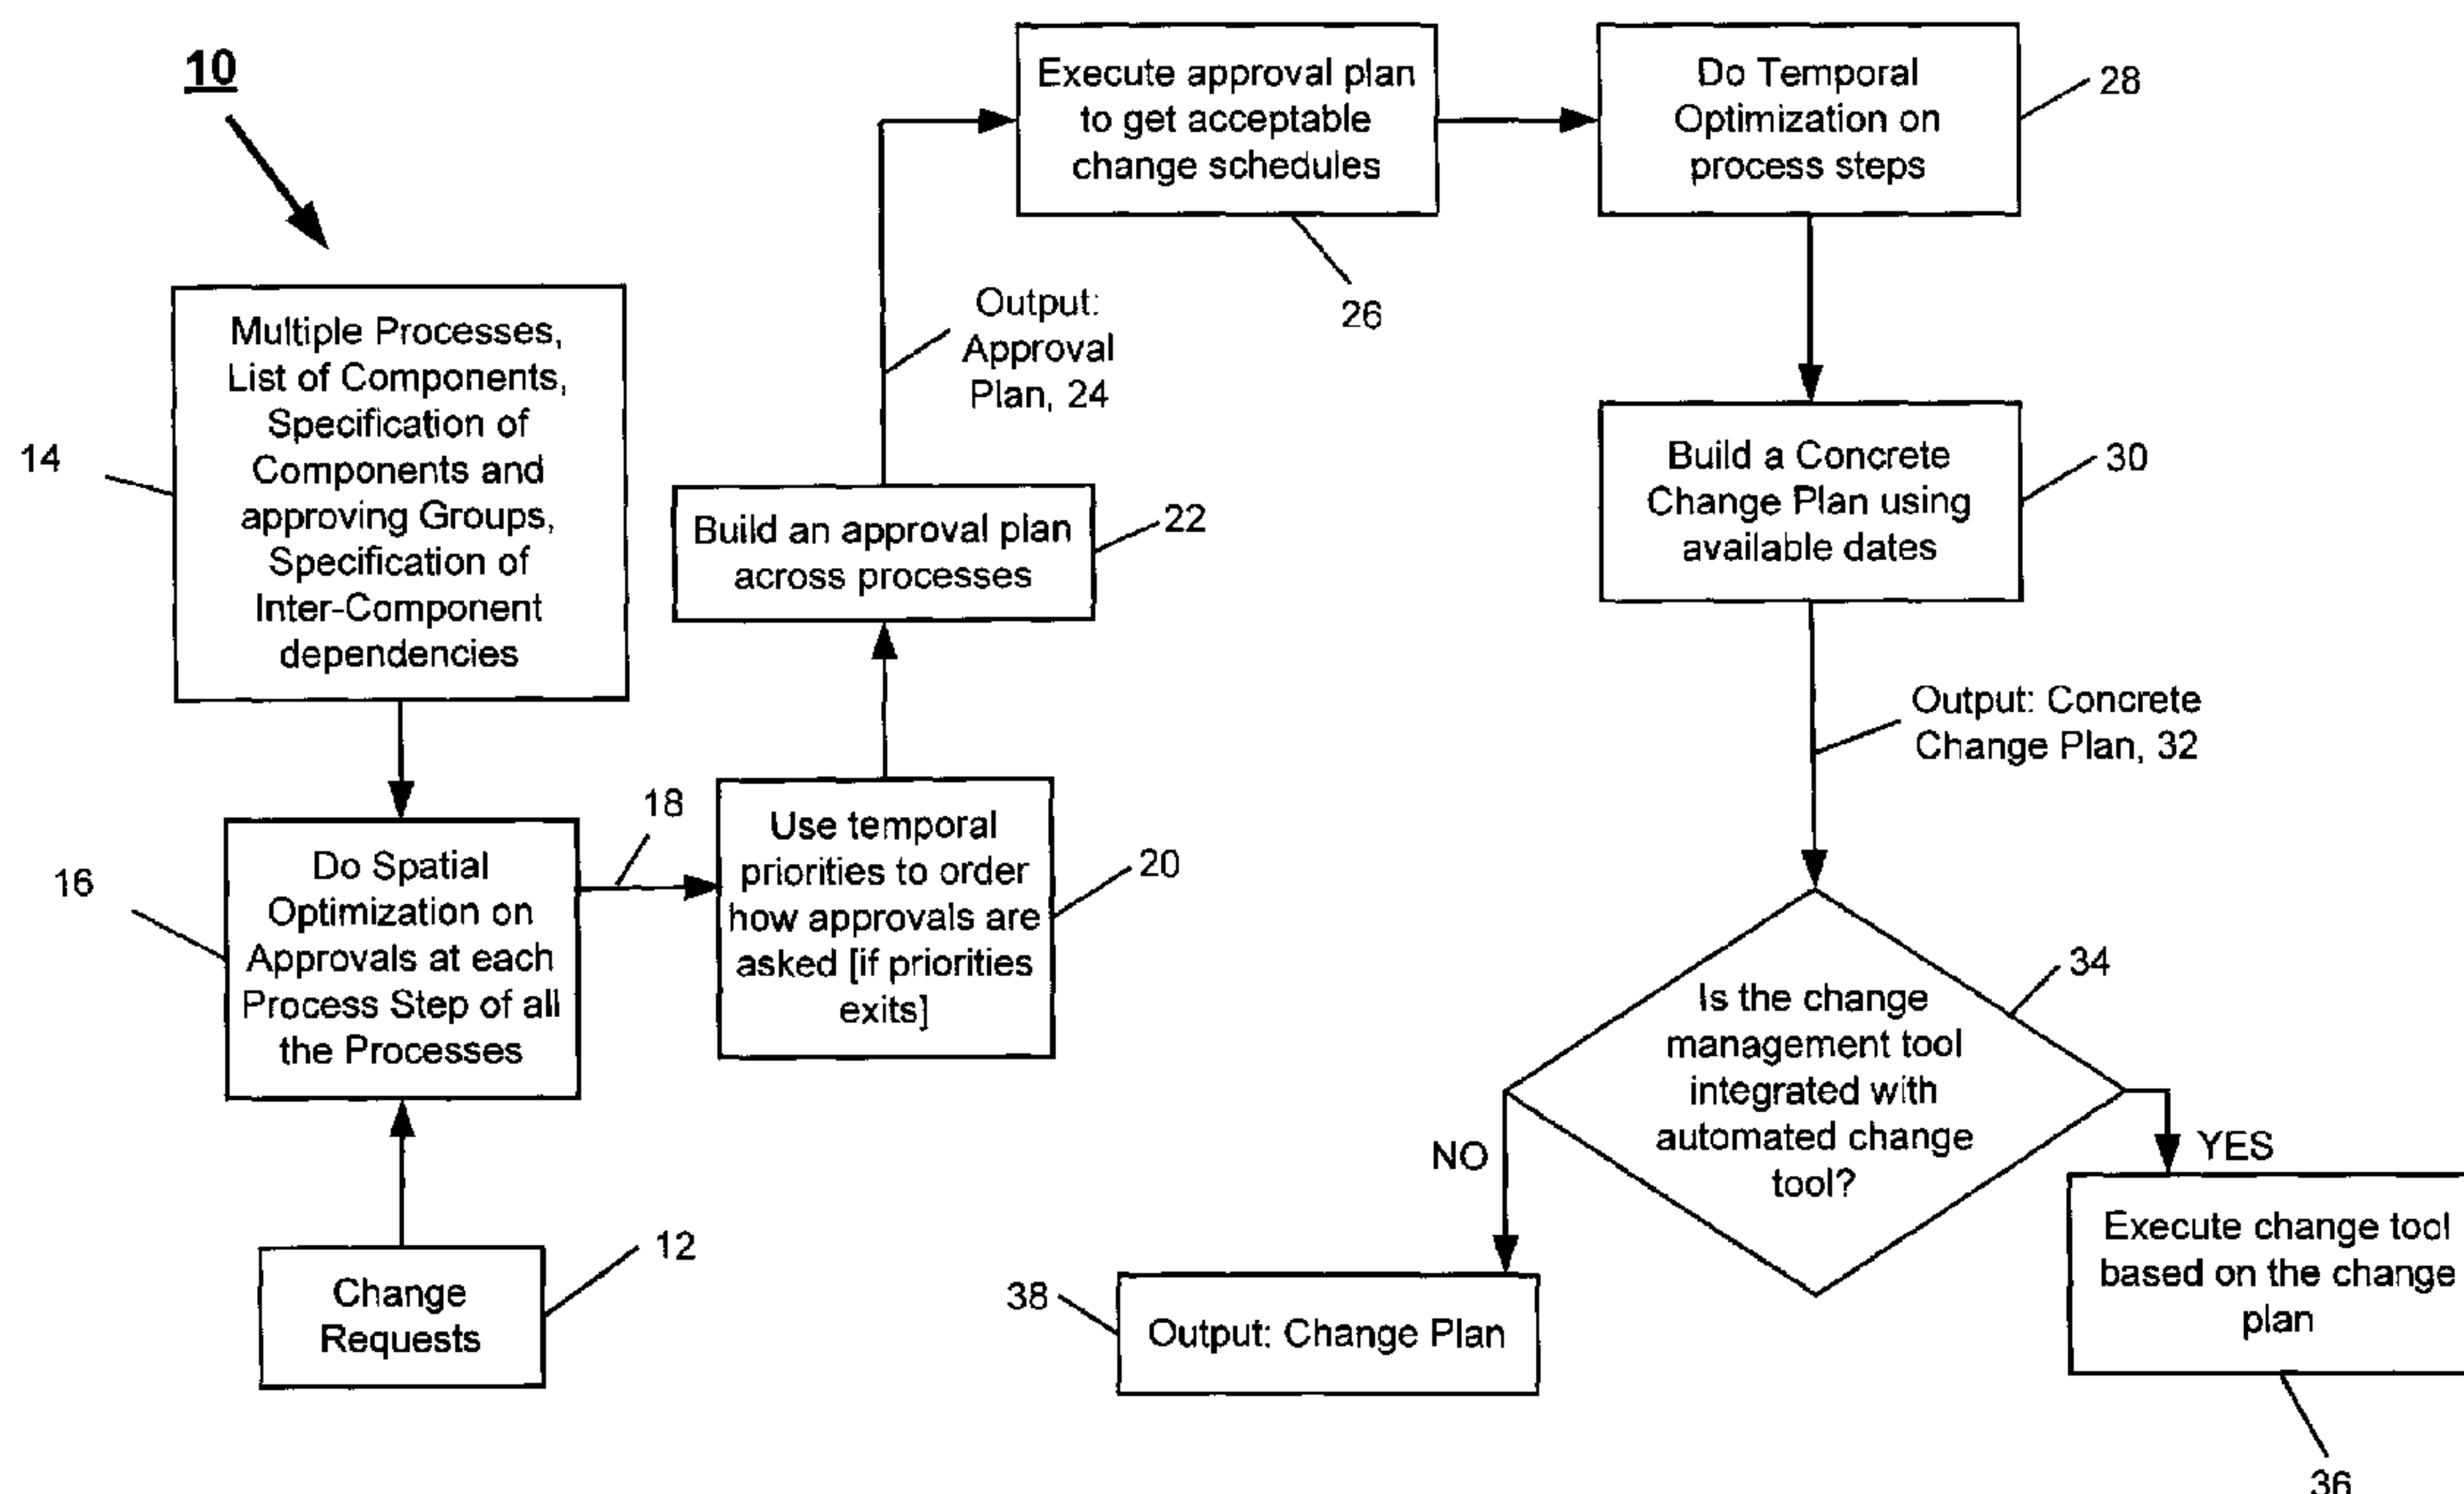 10
Multiple Processes,
List of Components,
Specification of
Components and
approving Groups,
Specification of
Inter-Component
dependencies
14
Do Spatial
Optimization on
Approvals at each
Process Step of all
the Processes
16
18
Change
Requests
12
Use temporal
priorities to order
how approvals are
asked [if priorities
exits]
20
Build an approval plan
across processes
22
Output:
Approval
Plan, 24
Execute approval plan
to get acceptable
change schedules
26
Do Temporal
Optimization on
process steps
28
Build a Concrete
Change Plan using
available dates
30
Output: Concrete
Change Plan, 32
Is the change
management tool
integrated with
automated change
tool?
34
NO
YES
38
Output: Change Plan
Execute change tool
based on the change
plan
36